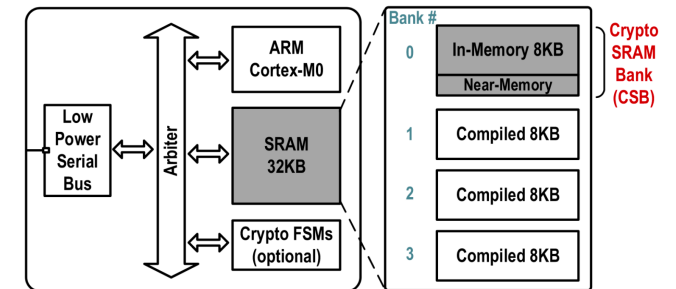 Low
Power
Serial
Bus
Arbiter
ARM
Cortex-M0
SRAM
32KB
Crypto FSMs
(optional)
Bank #
0
In-Memory 8KB
Near-Memory
Crypto
SRAM
Bank
(CSB)
1
Compiled 8KB
2
Compiled 8KB
3
Compiled 8KB